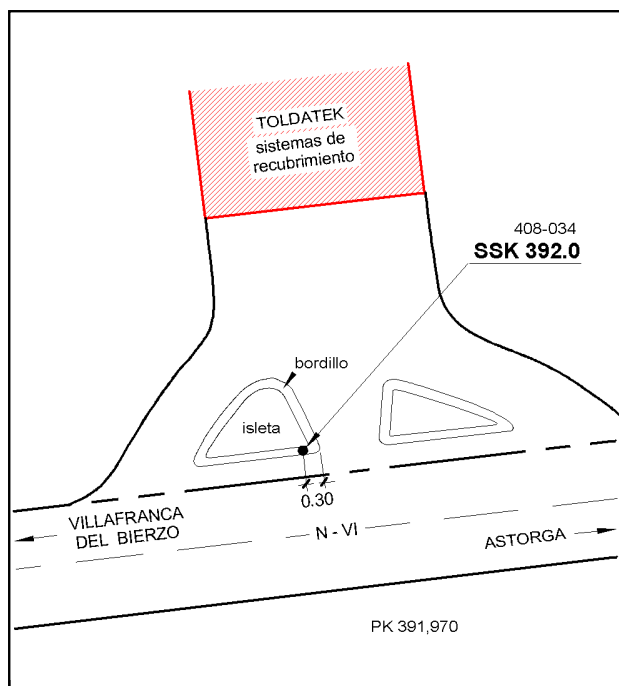 TOLDATEK
sistemas de
recubrimiento
408-034
SSK 392.0
bordillo
isleta
0.30
VILLAFRANCA
DEL BIERZO
N - VI
ASTORGA
PK 391,970